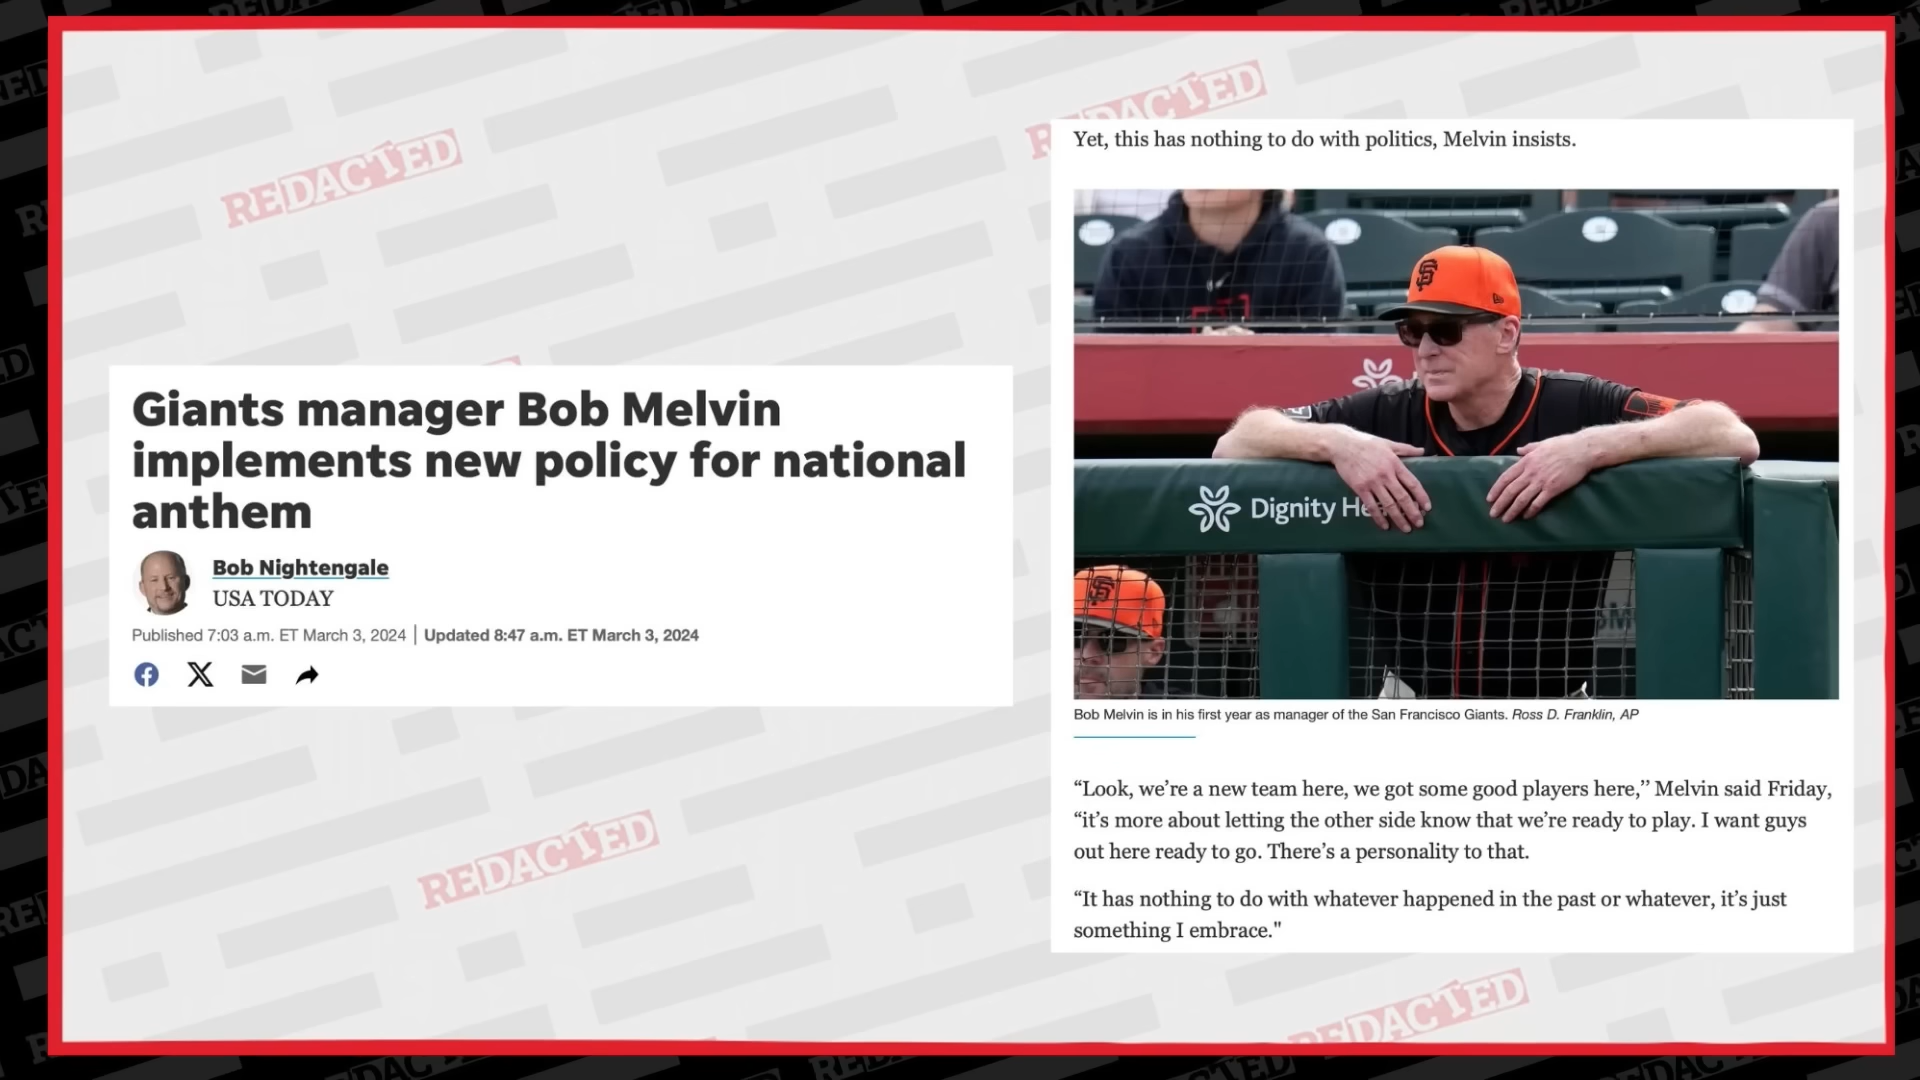 REDACTED
REDACTED
Giants manager Bob Melvin
implements new policy for national
anthem
Bob Nightengale
USA TODAY
Published 7:03 a.m. ET March 3, 2024 | Updated 8:47 a.m. ET March 3, 2024
REDACTED
Yet, this has nothing to do with politics, Melvin insists.
SF
Dignity He
SF
Bob Melvin is in his first year as manager of the San Francisco Giants. Ross D. Franklin, AP
“Look, we’re a new team here, we got some good players here,’’ Melvin said Friday,
“it’s more about letting the other side know that we’re ready to play. I want guys
out here ready to go. There’s a personality to that.
“It has nothing to do with whatever happened in the past or whatever, it’s just
something I embrace."
REDACTED